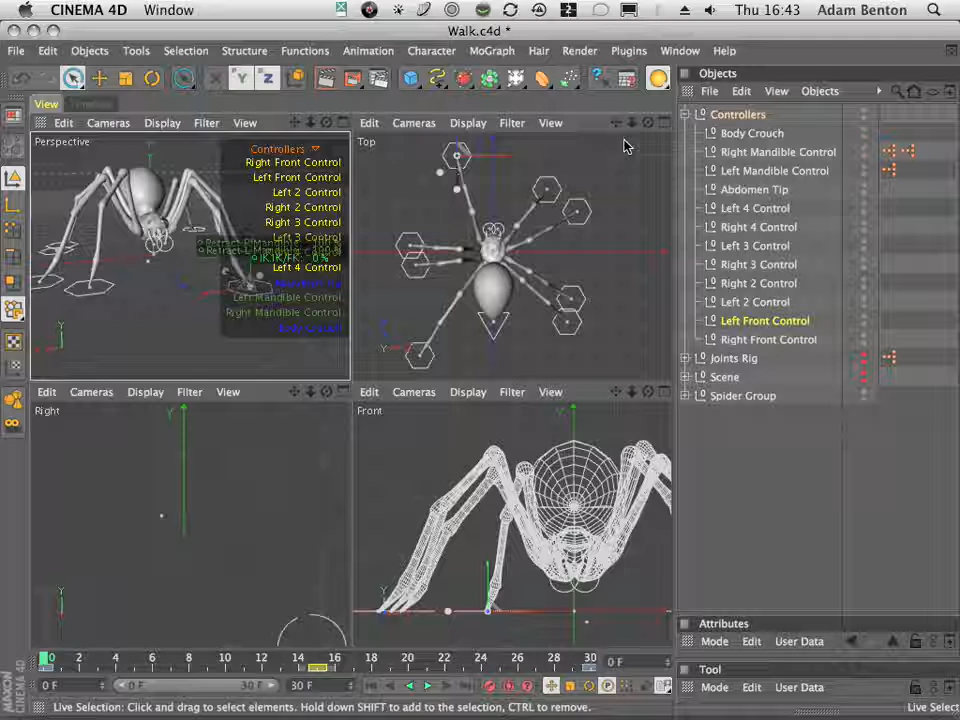 CINEMA 4D Window Thu 16:43 Adam Benton
Walk.c4d *
File Edit Objects Tools Selection Structure Functions Animation Character MoGraph Hair Render Plugins Window Help
Objects
File Edit View Objects
View Timeline
Edit Cameras Display Filter View
Edit Cameras Display Filter View
Perspective
Controllers
Right Front Control
Left Front Control
Left 2 Control
Right 2 Control
Right 3 Control
Left 3 Control
Left 4 Control
Left Mandible Control
Right Mandible Control
Body Crouch
Top
Controllers
Body Crouch
Right Mandible Control
Left Mandible Control
Abdomen Tip
Left 4 Control
Right 4 Control
Left 3 Control
Right 3 Control
Right 2 Control
Left 2 Control
Left Front Control
Right Front Control
Joints Rig
Scene
Spider Group
Edit Cameras Display Filter View
Edit Cameras Display Filter View
Right
Front
Attributes
Mode Edit User Data
Tool
Mode Edit User Data
0 2 4 6 8 10 12 14 16 18 20 22 24 26 28 30 0 F
0 F 0 F 30 F 30 F
MAXON CINEMA 4D
Live Selection: Click and drag to select elements. Hold down SHIFT to add to the selection, CTRL to remove.
Live Select